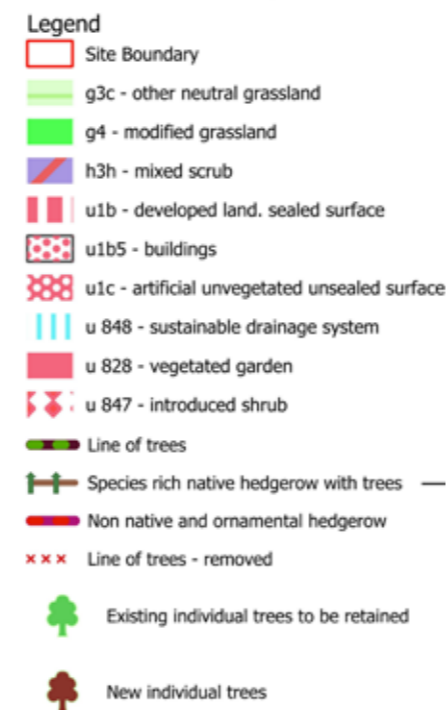 Legend
Site Boundary
g3c - other neutral grassland
g4 - modified grassland
h3h - mixed scrub
u1b - developed land. sealed surface
u1b5 - buildings
u1c - artificial unvegetated unsealed surface
u 848 - sustainable drainage system
u 828 - vegetated garden
u 847 - introduced shrub
Line of trees
Species rich native hedgerow with trees
Non native and ornamental hedgerow
Line of trees - removed
Existing individual trees to be retained
New individual trees